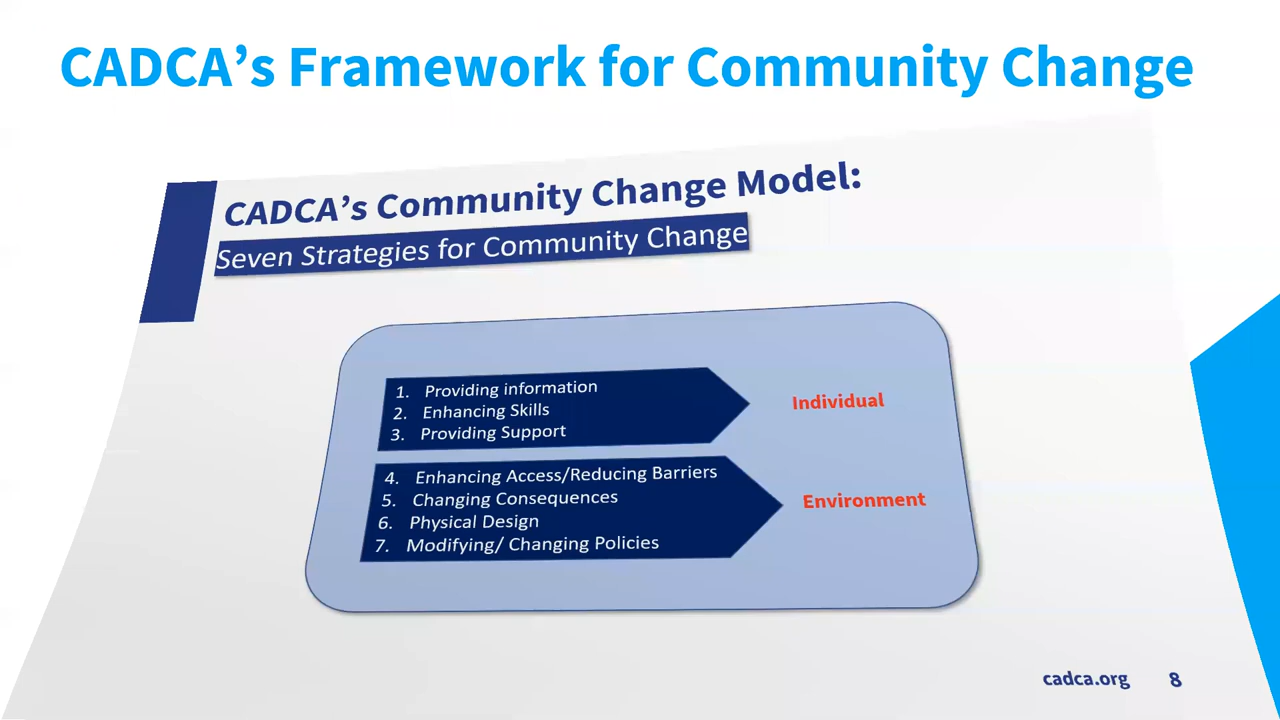 CADCA’s Framework for Community Change
CADCA’s Community Change Model:
Seven Strategies for Community Change
1. Providing information
2. Enhancing Skills
3. Providing Support
Individual
4. Enhancing Access/Reducing Barriers
5. Changing Consequences
6. Physical Design
7. Modifying/ Changing Policies
Environment
cadca.org 8